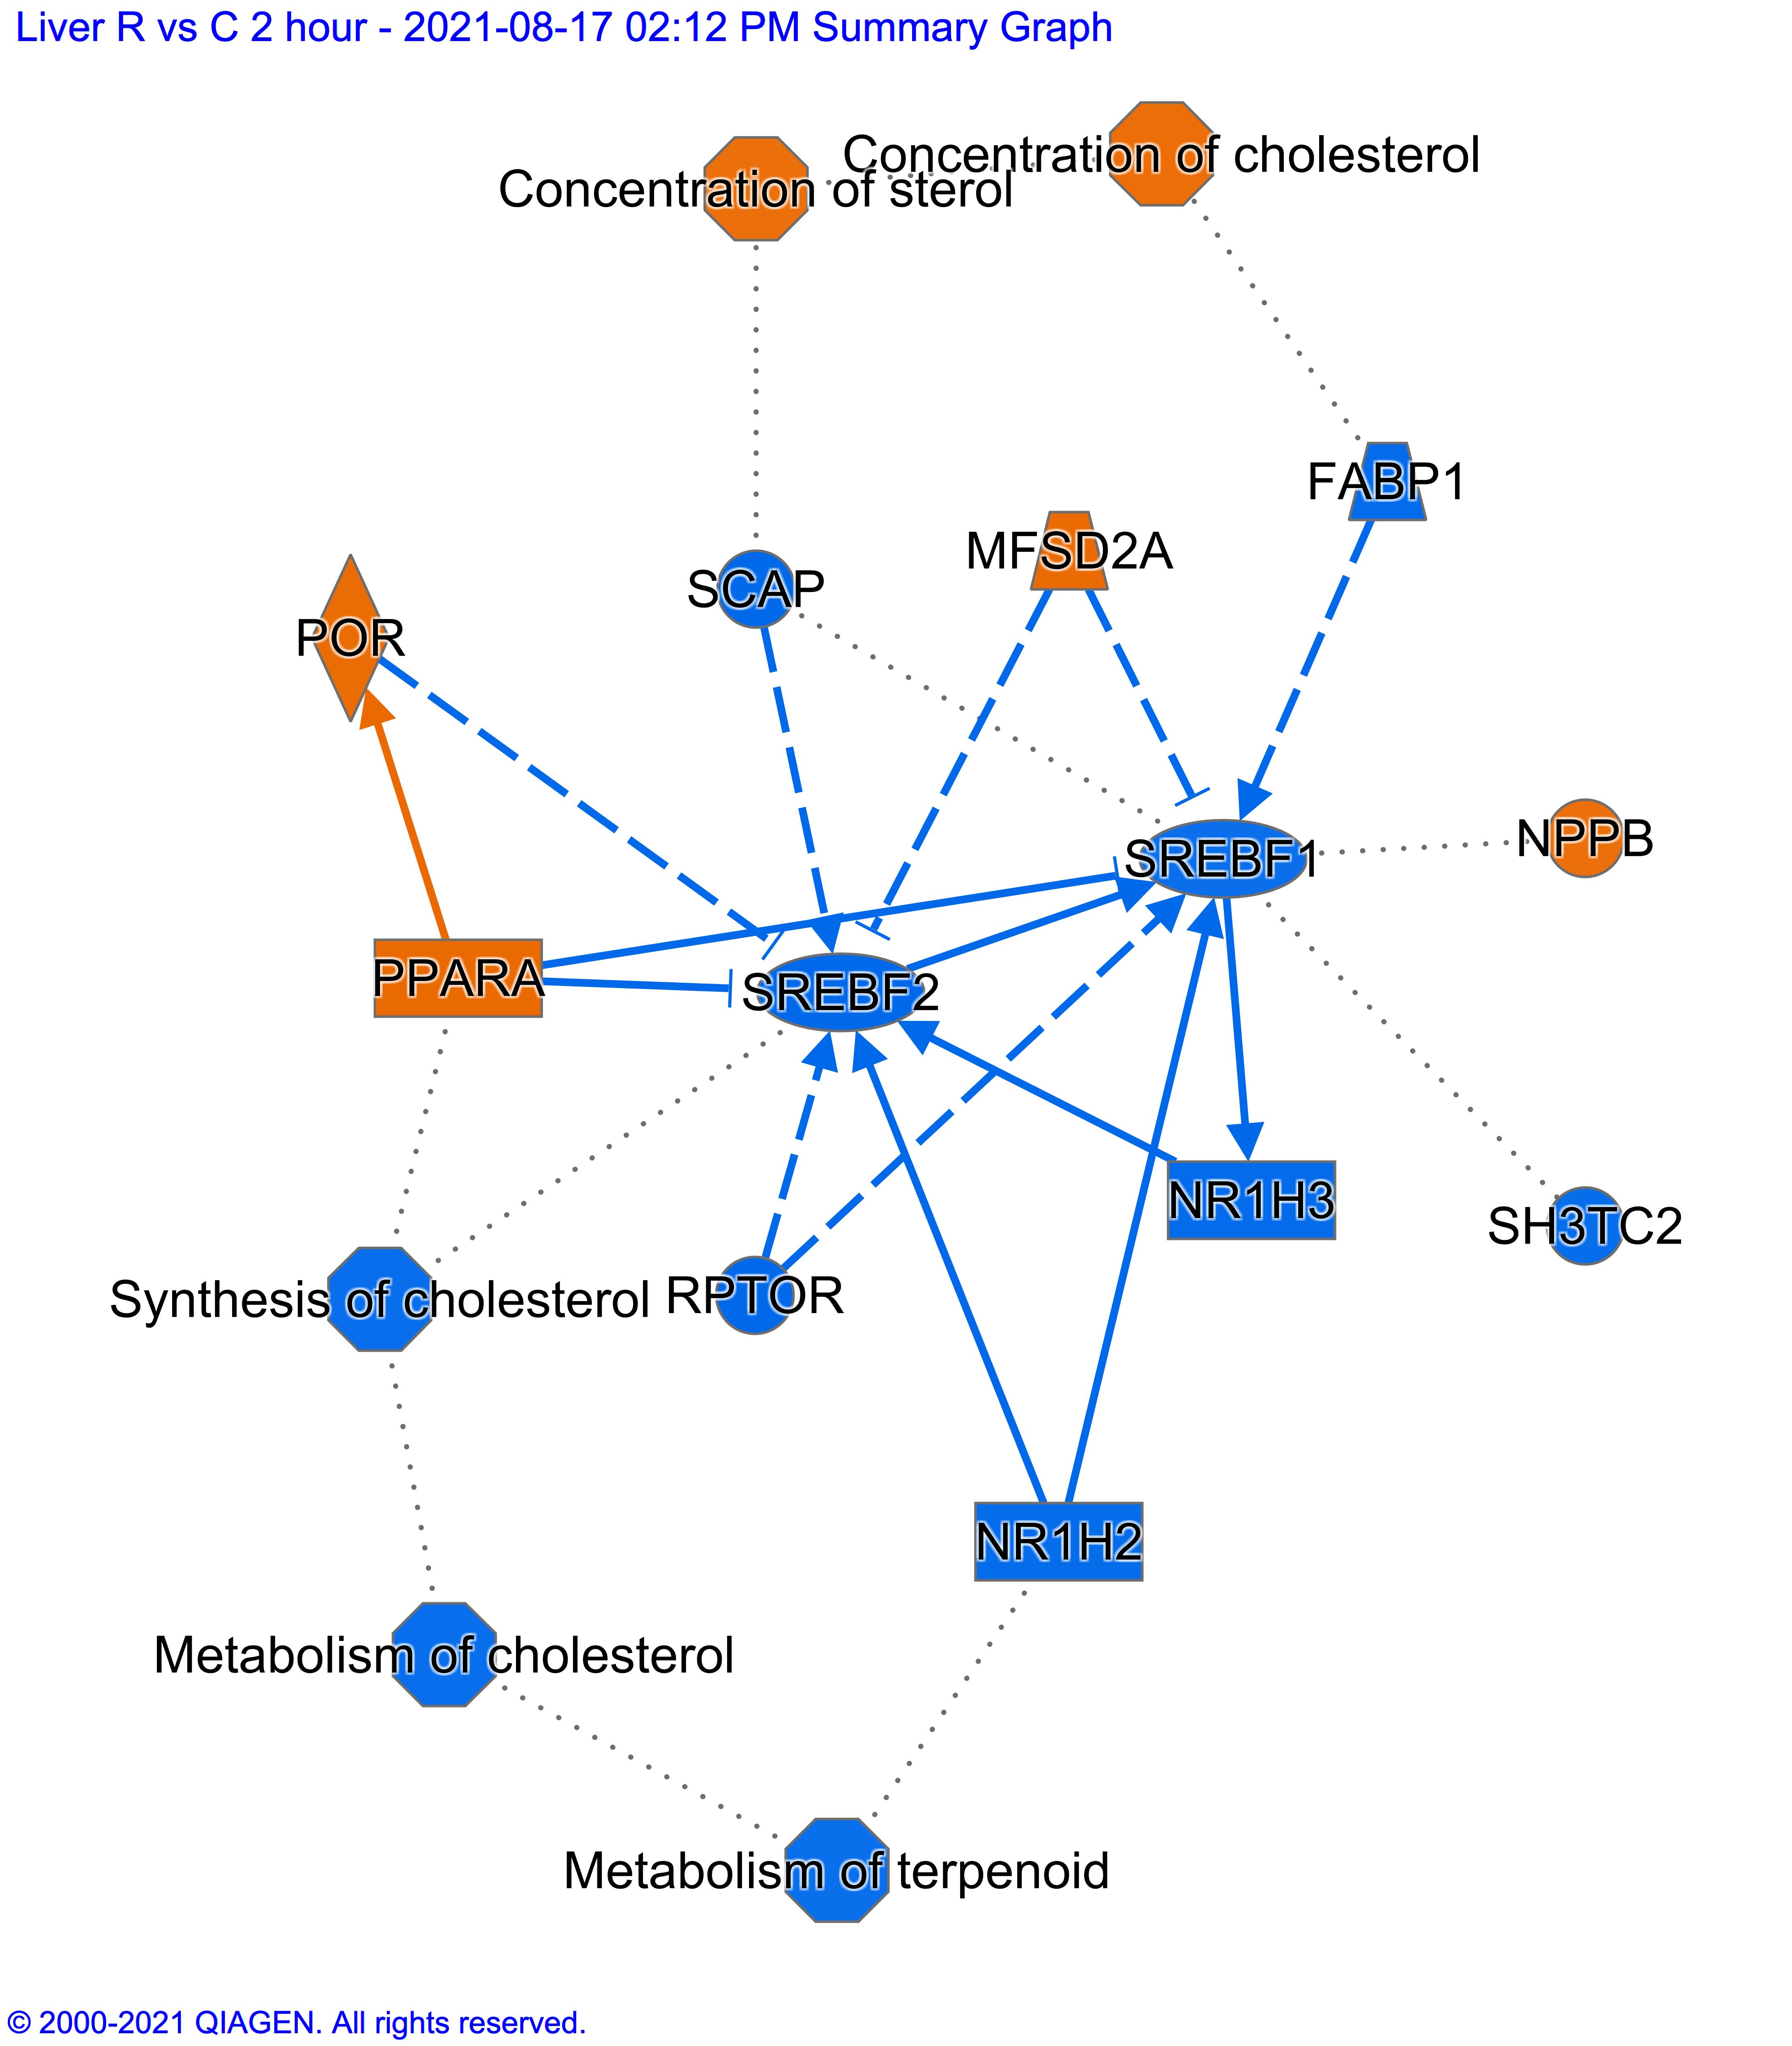 Liver R vs C 2 hour - 2021-08-17 02:12 PM Summary Graph
Concentration of cholesterol
Concentration of sterol
FABP1
MFSD2A
SCAP
POR
NPPB
SREBF1
PPARA
SREBF2
NR1H3
SH3TC2
Synthesis of cholesterol
RPTOR
NR1H2
Metabolism of cholesterol
Metabolism of terpenoid
© 2000-2021 QIAGEN. All rights reserved.